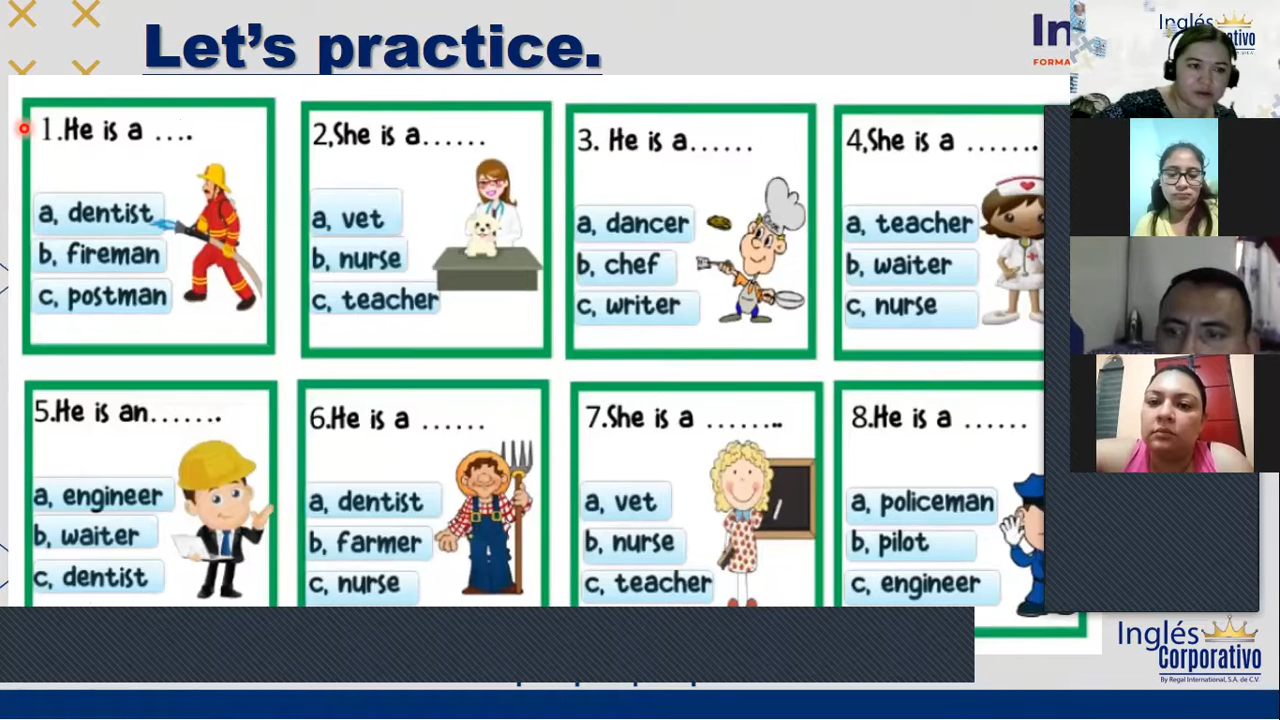 Let's practice.
In
FORMA
Inglés
1.He is a ....
a, dentist
b, fireman
c, postman
2,She is a......
a, vet
b, nurse
c, teacher
3. He is a......
a, dancer
b, chef
c, writer
4,She is a .......
a, teacher
b, waiter
c, nurse
5.He is an.......
a, engineer
b, waiter
c, dentist
6.He is a ......
a, dentist
b, farmer
c, nurse
7.She is a ........
a, vet
b, nurse
c, teacher
8.He is a ......
a, policeman
b, pilot
c, engineer
Inglés
Corporativo
By Regal International, S.A. de C.V.